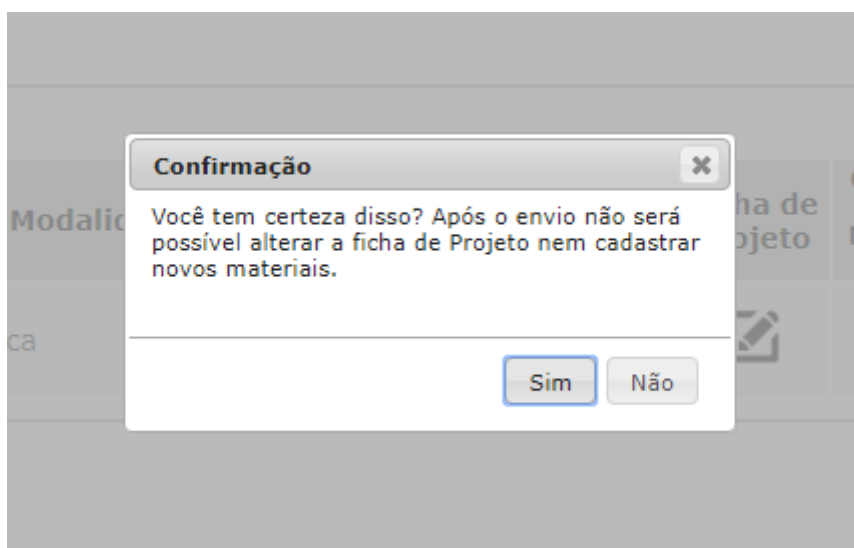 Confirmação
Você tem certeza disso? Após o envio não será
possível alterar a ficha de Projeto nem cadastrar
novos materiais.
Sim Não